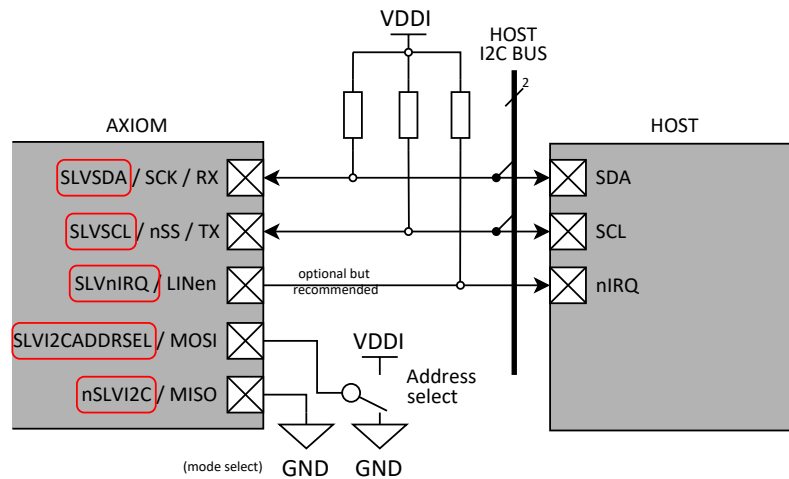 VDDI
HOST
I2C BUS
2
AXIOM
HOST
SLVSDA / SCK / RX
SDA
SLVSCL / nSS / TX
SCL
SLVnIRQ / LINen
optional but
recommended
nIRQ
SLVI2CADDRSEL / MOSI
VDDI
Address
select
nSLVI2C / MISO
(mode select)
GND
GND